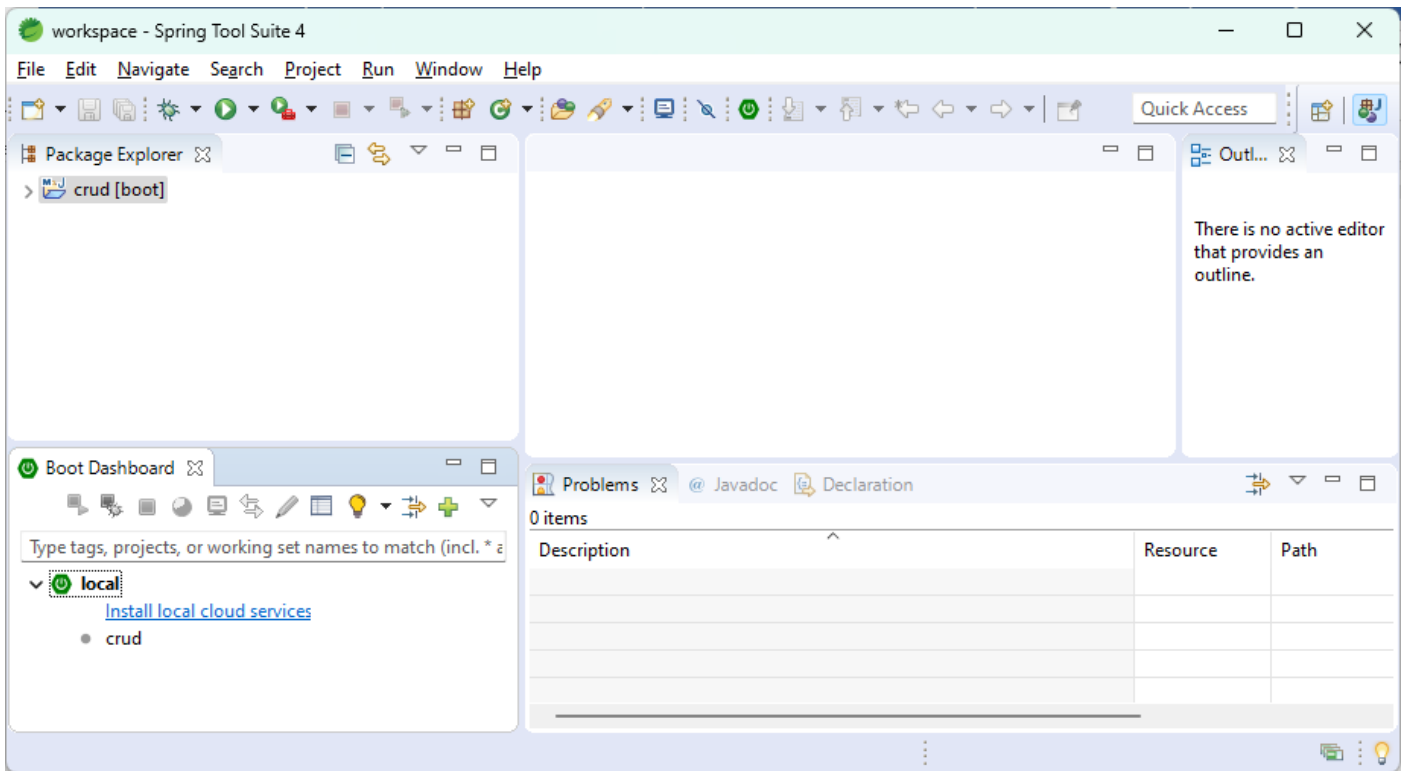 workspace - Spring Tool Suite 4
File Edit Navigate Search Project Run Window Help
Quick Access
Package Explorer
crud [boot]
Outl...
There is no active editor
that provides an
outline.
Boot Dashboard
Type tags, projects, or working set names to match (incl. * a
local
Install local cloud services
crud
Problems @ Javadoc Declaration
0 items
Description Resource Path